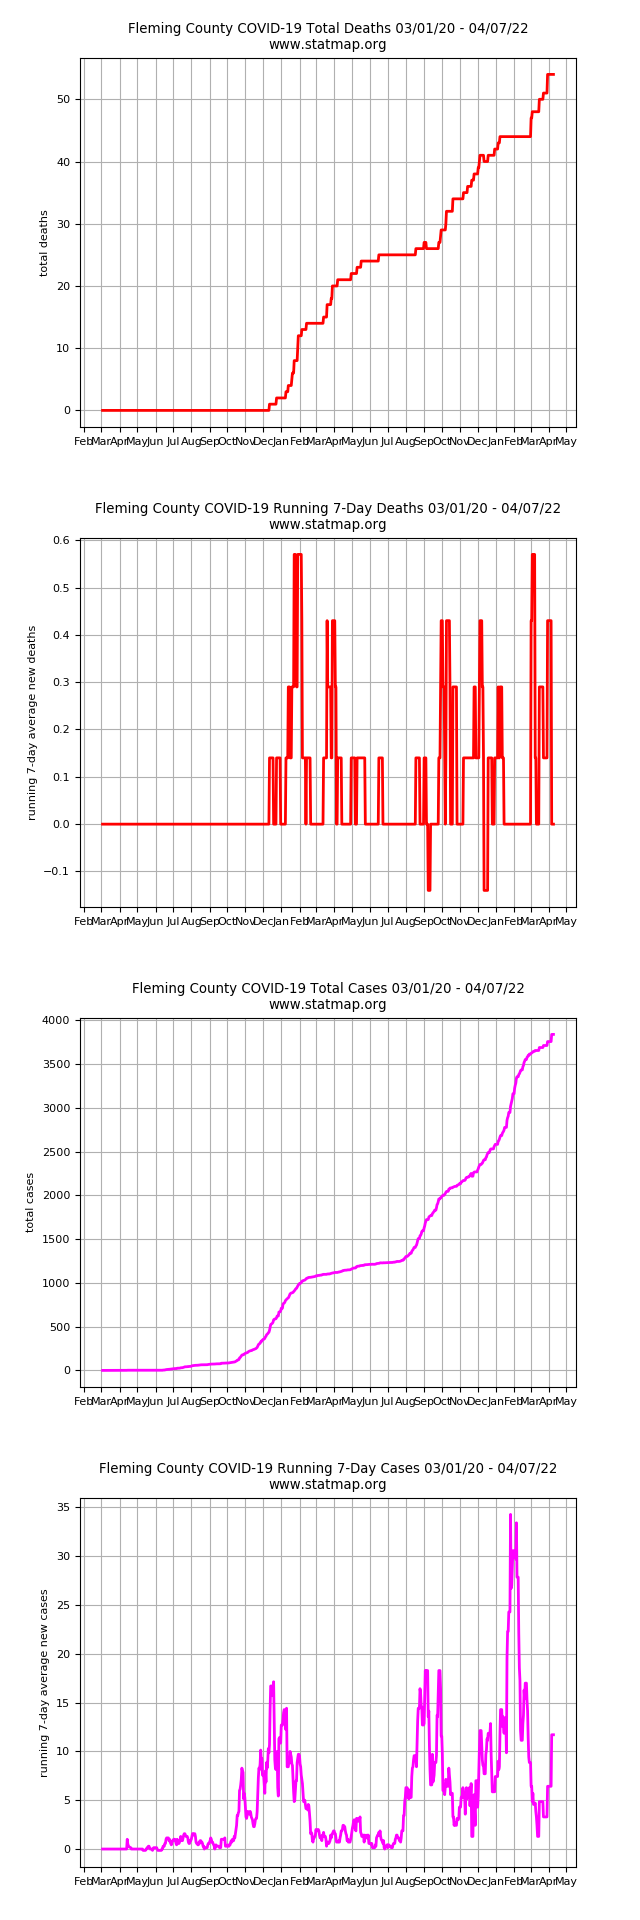 Fleming County COVID-19 Total Deaths 03/01/20 - 04/07/22
www.statmap.org
50
40
30
20
10
0
total deaths
Feb Mar Apr May Jun Jul Aug Sep Oct Nov Dec Jan Feb Mar Apr May Jun Jul Aug Sep Oct Nov Dec Jan Feb Mar Apr May
Fleming County COVID-19 Running 7-Day Deaths 03/01/20 - 04/07/22
www.statmap.org
0.6
0.5
0.4
0.3
0.2
0.1
0.0
−0.1
running 7-day average new deaths
Feb Mar Apr May Jun Jul Aug Sep Oct Nov Dec Jan Feb Mar Apr May Jun Jul Aug Sep Oct Nov Dec Jan Feb Mar Apr May
Fleming County COVID-19 Total Cases 03/01/20 - 04/07/22
www.statmap.org
4000
3500
3000
2500
2000
1500
1000
500
0
total cases
Feb Mar Apr May Jun Jul Aug Sep Oct Nov Dec Jan Feb Mar Apr May Jun Jul Aug Sep Oct Nov Dec Jan Feb Mar Apr May
Fleming County COVID-19 Running 7-Day Cases 03/01/20 - 04/07/22
www.statmap.org
35
30
25
20
15
10
5
0
running 7-day average new cases
Feb Mar Apr May Jun Jul Aug Sep Oct Nov Dec Jan Feb Mar Apr May Jun Jul Aug Sep Oct Nov Dec Jan Feb Mar Apr May